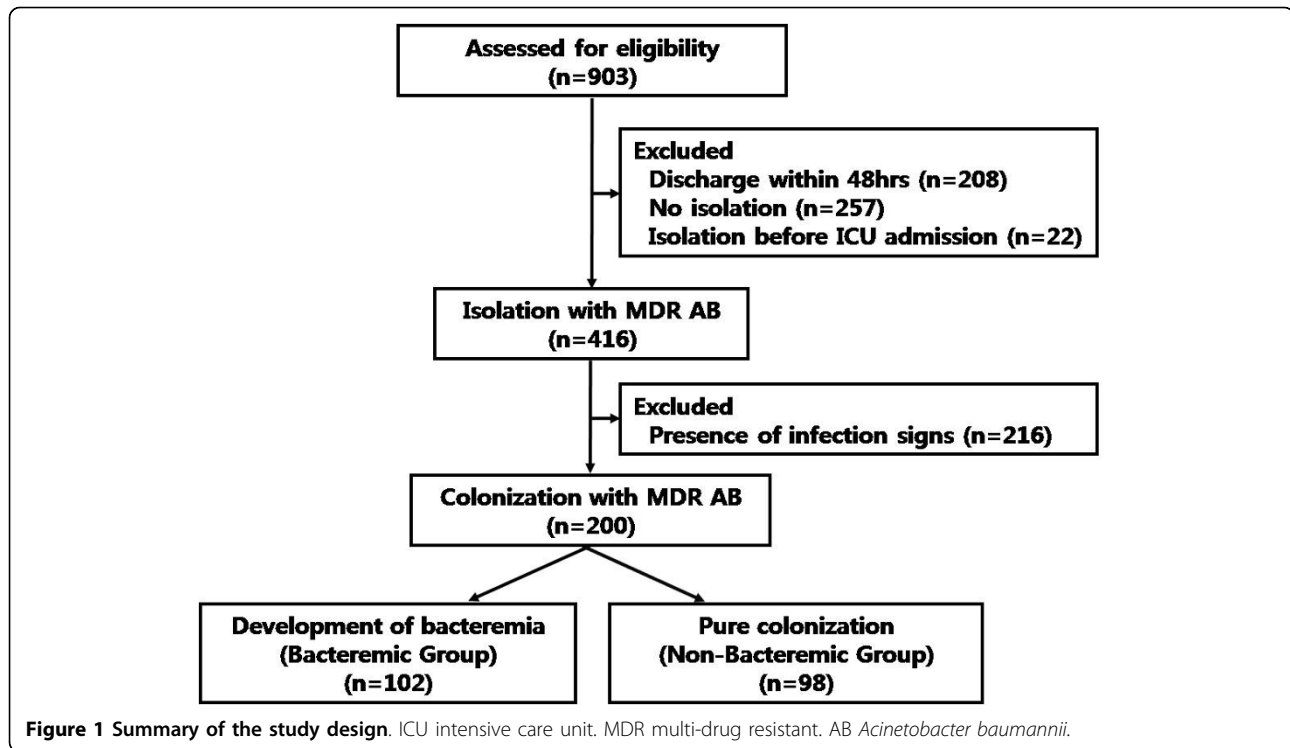 Assessed for eligibility
(n=903)
Excluded
Discharge within 48hrs (n=208)
No isolation (n=257)
Isolation before ICU admission (n=22)
Isolation with MDR AB
(n=416)
Excluded
Presence of infection signs (n=216)
Colonization with MDR AB
(n=200)
Development of bacteremia
(Bacteremic Group)
(n=102)
Pure colonization
(Non-Bacteremic Group)
(n=98)
Figure 1 Summary of the study design. ICU intensive care unit. MDR multi-drug resistant. AB Acinetobacter baumannii.